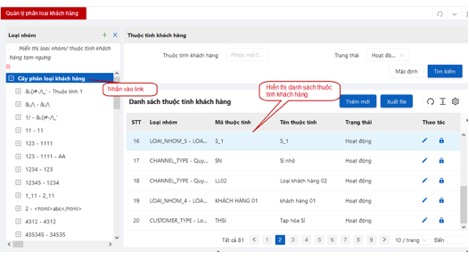 Quản lý phân loại khách hàng
Loại nhóm
Hiển thị loại nhóm/ thuộc tính khách hàng tạm ngưng
Cây phân loại khách hàng
&,()#-/\_' - Thuộc tính 1
&,/\ - &,/\
1/ - &,()#-/\_'
11 - 11
123 - 1111
123 - 1111 - AA
1234 - 123
12345 - 1234
1_11 - 2_11
2 - <html>abc</html>
4312 - 4312
435345 - 34535
Nhấn vào link
Thuộc tính khách hàng
Thuộc tính khách hàng
Nhập mã/t...
Trạng thái
Hoạt đ...
Mặc định
Tìm kiếm
Danh sách thuộc tính khách hàng
Hiển thị danh sách thuộc tính khách hàng
Thêm mới
Xuất file
STT Loại nhóm Mã thuộc tính Tên thuộc tính Trạng thái Thao tác
16 LOAI_NHOM_5 - LOA... 5_1 5_1 Hoạt động
17 CHANNEL_TYPE - Quy... SN Sỉ nhỏ Hoạt động
18 CHANNEL_TYPE - Quy... LL02 Loại khách hàng 02 Hoạt động
19 LOAI_NHOM_4 - LOA... KHÁCH HÀNG 01 khách hàng 01 Hoạt động
20 CUSTOMER_TYPE - Lo... THSI Tạp hóa Sỉ Hoạt động
Tất cả 81 < 1 2 3 4 5 6 7 8 9 > 10 / trang Đến